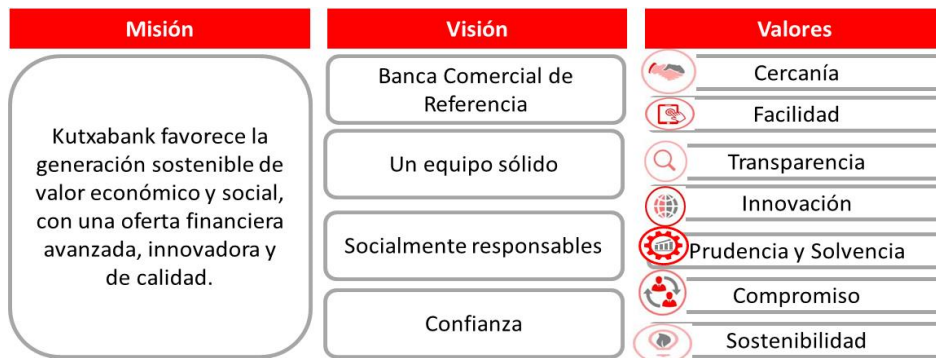 Misión
Kutxabank favorece la
generación sostenible de
valor económico y social,
con una oferta financiera
avanzada, innovadora y
de calidad.
Visión
Banca Comercial de
Referencia
Un equipo sólido
Socialmente responsables
Confianza
Valores
Cercanía
Facilidad
Transparencia
Innovación
Prudencia y Solvencia
Compromiso
Sostenibilidad